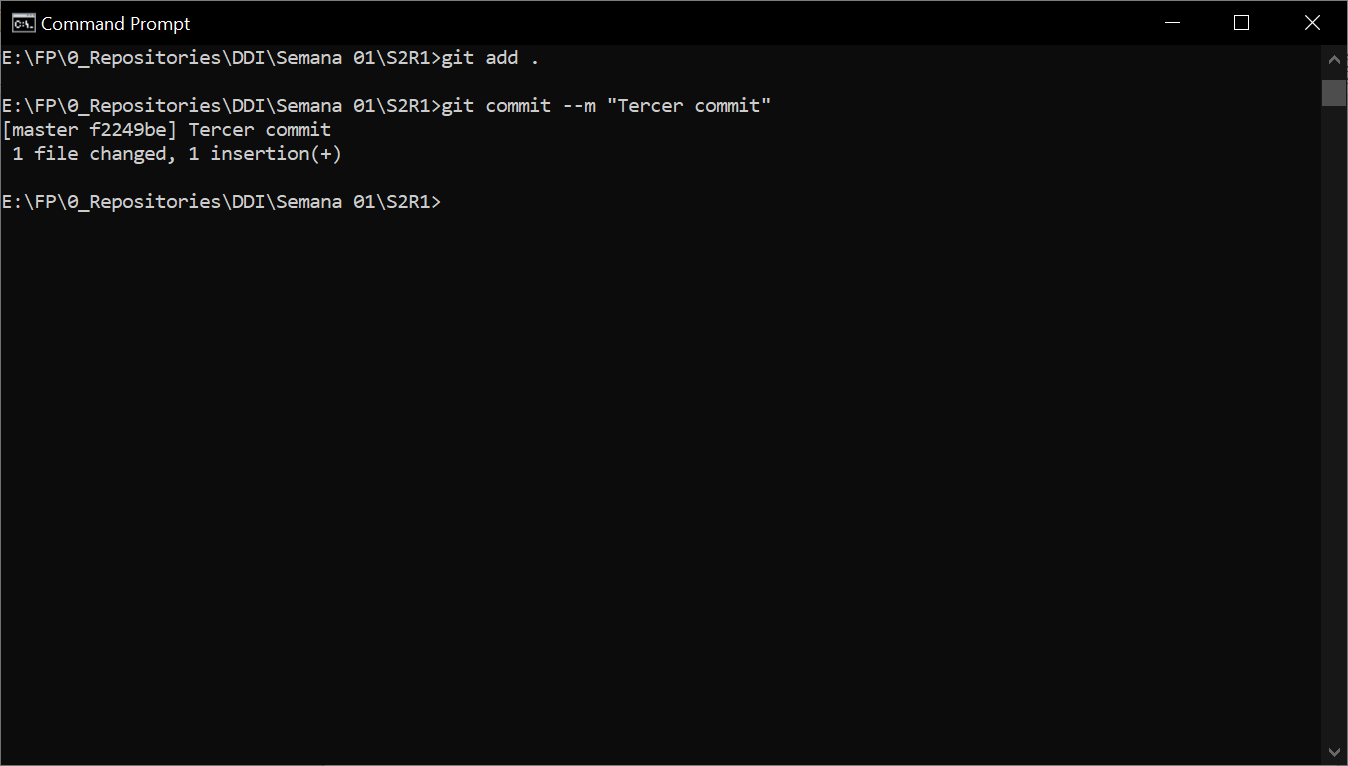 Command Prompt
E:\FP\0_Repositories\DDI\Semana 01\S2R1>git add .
E:\FP\0_Repositories\DDI\Semana 01\S2R1>git commit --m "Tercer commit"
[master f2249be] Tercer commit
 1 file changed, 1 insertion(+)
E:\FP\0_Repositories\DDI\Semana 01\S2R1>